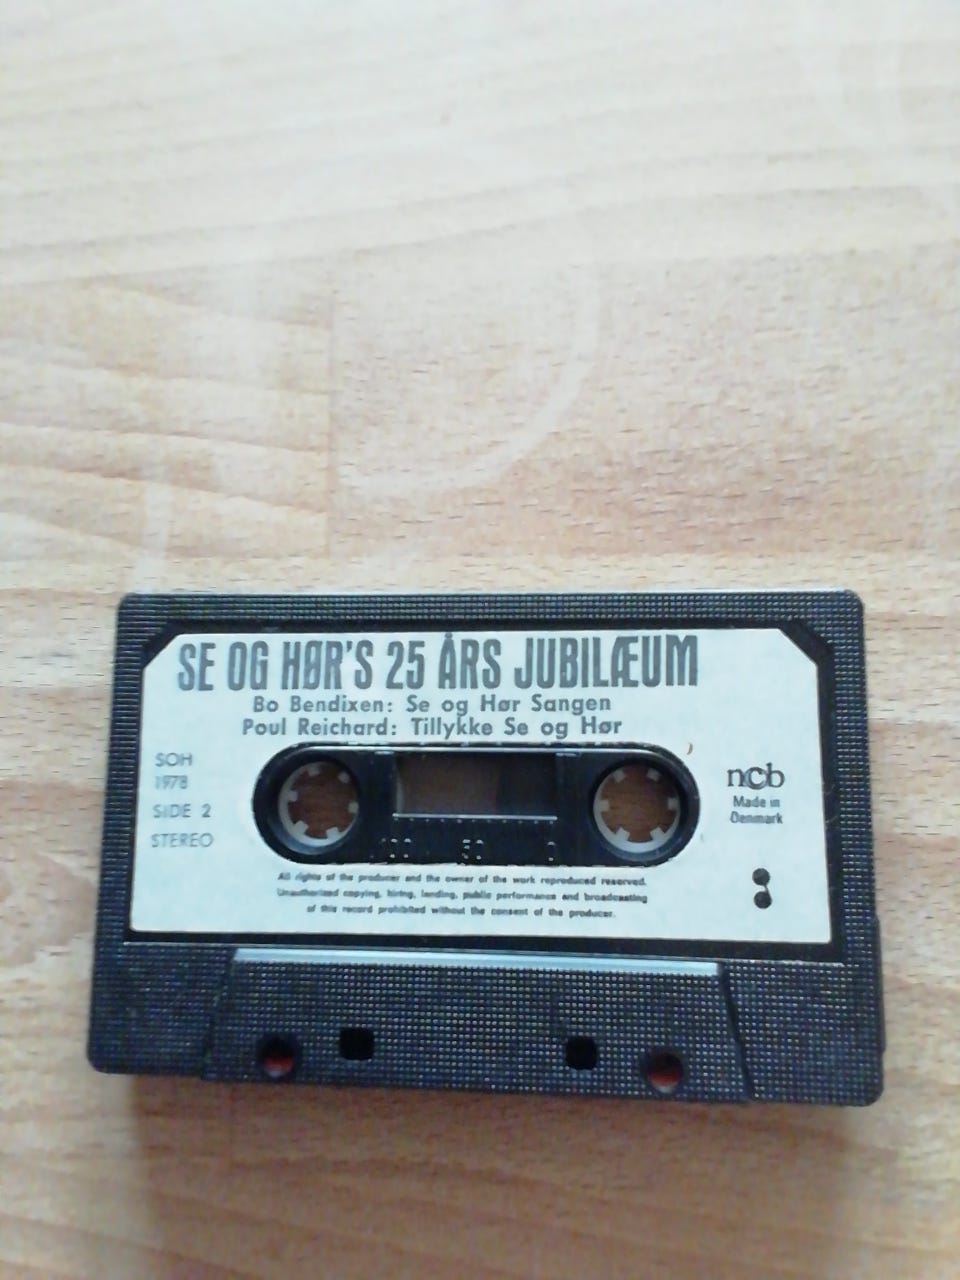 SE OG HØR'S 25 ÅRS JUBILÆUM
Bo Bendixen: Se og Hør Sangen
Poul Reichard: Tillykke Se og Hør
SOH
1978
SIDE 2
STEREO
ncb
Made in
Denmark
100 50 0
All rights of the producer and the owner of the work reproduced reserved.
Unauthorized copying, hiring, lending, public performance and broadcasting
of this record prohibited without the consent of the producer.